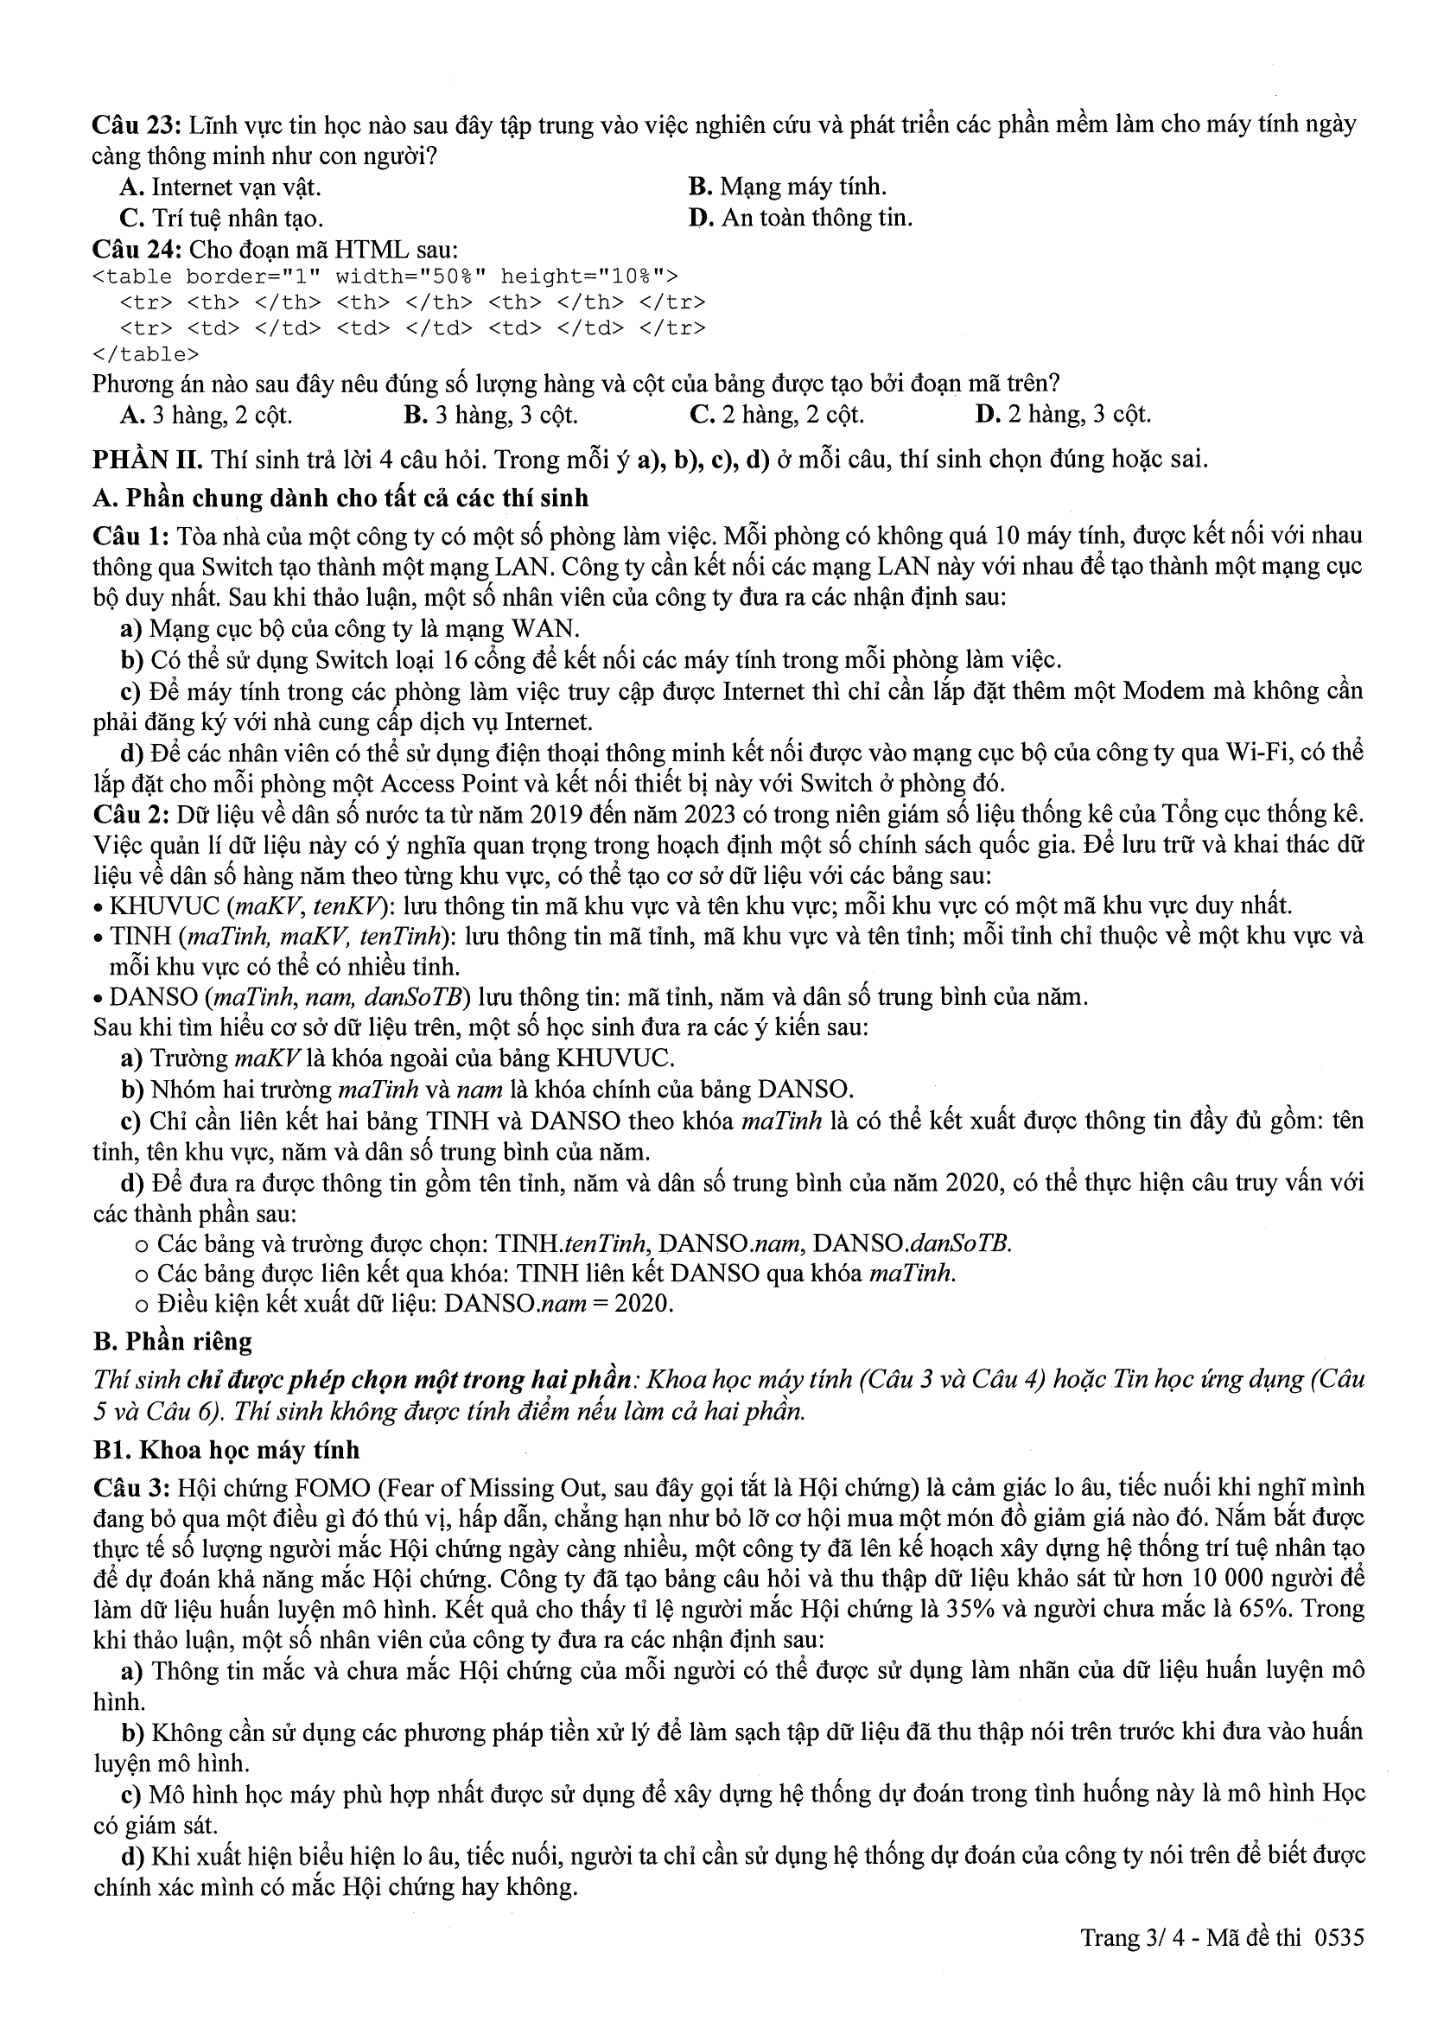 Câu 23: Lĩnh vực tin học nào sau đây tập trung vào việc nghiên cứu và phát triển các phần mềm làm cho máy tính ngày
càng thông minh như con người?
A. Internet vạn vật. B. Mạng máy tính.
C. Trí tuệ nhân tạo. D. An toàn thông tin.
Câu 24: Cho đoạn mã HTML sau:
<table border="1" width="50%" height="10%">
<tr> <th> </th> <th> </th> <th> </th> </tr>
<tr> <td> </td> <td> </td> <td> </td> </tr>
</table>
Phương án nào sau đây nêu đúng số lượng hàng và cột của bảng được tạo bởi đoạn mã trên?
A. 3 hàng, 2 cột. B. 3 hàng, 3 cột. C. 2 hàng, 2 cột. D. 2 hàng, 3 cột.
PHẦN II. Thí sinh trả lời 4 câu hỏi. Trong mỗi ý a), b), c), d) ở mỗi câu, thí sinh chọn đúng hoặc sai.
A. Phần chung dành cho tất cả các thí sinh
Câu 1: Tòa nhà của một công ty có một số phòng làm việc. Mỗi phòng có không quá 10 máy tính, được kết nối với nhau
thông qua Switch tạo thành một mạng LAN. Công ty cần kết nối các mạng LAN này với nhau để tạo thành một mạng cục
bộ duy nhất. Sau khi thảo luận, một số nhân viên của công ty đưa ra các nhận định sau:
a) Mạng cục bộ của công ty là mạng WAN.
b) Có thể sử dụng Switch loại 16 cổng để kết nối các máy tính trong mỗi phòng làm việc.
c) Để máy tính trong các phòng làm việc truy cập được Internet thì chỉ cần lắp đặt thêm một Modem mà không cần
phải đăng ký với nhà cung cấp dịch vụ Internet.
d) Để các nhân viên có thể sử dụng điện thoại thông minh kết nối được vào mạng cục bộ của công ty qua Wi-Fi, có thể
lắp đặt cho mỗi phòng một Access Point và kết nối thiết bị này với Switch ở phòng đó.
Câu 2: Dữ liệu về dân số nước ta từ năm 2019 đến năm 2023 có trong niên giám số liệu thống kê của Tổng cục thống kê.
Việc quản lí dữ liệu này có ý nghĩa quan trọng trong hoạch định một số chính sách quốc gia. Để lưu trữ và khai thác dữ
liệu về dân số hàng năm theo từng khu vực, có thể tạo cơ sở dữ liệu với các bảng sau:
• KHUVUC (maKV, tenKV): lưu thông tin mã khu vực và tên khu vực; mỗi khu vực có một mã khu vực duy nhất.
• TINH (maTinh, maKV, tenTinh): lưu thông tin mã tỉnh, mã khu vực và tên tỉnh; mỗi tỉnh chỉ thuộc về một khu vực và
mỗi khu vực có thể có nhiều tỉnh.
• DANSO (maTinh, nam, danSoTB) lưu thông tin: mã tỉnh, năm và dân số trung bình của năm.
Sau khi tìm hiểu cơ sở dữ liệu trên, một số học sinh đưa ra các ý kiến sau:
a) Trường maKV là khóa ngoài của bảng KHUVUC.
b) Nhóm hai trường maTinh và nam là khóa chính của bảng DANSO.
c) Chỉ cần liên kết hai bảng TINH và DANSO theo khóa maTinh là có thể kết xuất được thông tin đầy đủ gồm: tên
tỉnh, tên khu vực, năm và dân số trung bình của năm.
d) Để đưa ra được thông tin gồm tên tỉnh, năm và dân số trung bình của năm 2020, có thể thực hiện câu truy vấn với
các thành phần sau:
○ Các bảng và trường được chọn: TINH.tenTinh, DANSO.nam, DANSO.danSoTB.
○ Các bảng được liên kết qua khóa: TINH liên kết DANSO qua khóa maTinh.
○ Điều kiện kết xuất dữ liệu: DANSO.nam = 2020.
B. Phần riêng
Thí sinh chỉ được phép chọn một trong hai phần: Khoa học máy tính (Câu 3 và Câu 4) hoặc Tin học ứng dụng (Câu
5 và Câu 6). Thí sinh không được tính điểm nếu làm cả hai phần.
B1. Khoa học máy tính
Câu 3: Hội chứng FOMO (Fear of Missing Out, sau đây gọi tắt là Hội chứng) là cảm giác lo âu, tiếc nuối khi nghĩ mình
đang bỏ qua một điều gì đó thú vị, hấp dẫn, chẳng hạn như bỏ lỡ cơ hội mua một món đồ giảm giá nào đó. Nắm bắt được
thực tế số lượng người mắc Hội chứng ngày càng nhiều, một công ty đã lên kế hoạch xây dựng hệ thống trí tuệ nhân tạo
để dự đoán khả năng mắc Hội chứng. Công ty đã tạo bảng câu hỏi và thu thập dữ liệu khảo sát từ hơn 10 000 người để
làm dữ liệu huấn luyện mô hình. Kết quả cho thấy tỉ lệ người mắc Hội chứng là 35% và người chưa mắc là 65%. Trong
khi thảo luận, một số nhân viên của công ty đưa ra các nhận định sau:
a) Thông tin mắc và chưa mắc Hội chứng của mỗi người có thể được sử dụng làm nhãn của dữ liệu huấn luyện mô
hình.
b) Không cần sử dụng các phương pháp tiền xử lý để làm sạch tập dữ liệu đã thu thập nói trên trước khi đưa vào huấn
luyện mô hình.
c) Mô hình học máy phù hợp nhất được sử dụng để xây dựng hệ thống dự đoán trong tình huống này là mô hình Học
có giám sát.
d) Khi xuất hiện biểu hiện lo âu, tiếc nuối, người ta chỉ cần sử dụng hệ thống dự đoán của công ty nói trên để biết được
chính xác mình có mắc Hội chứng hay không.
Trang 3/ 4 - Mã đề thi 0535